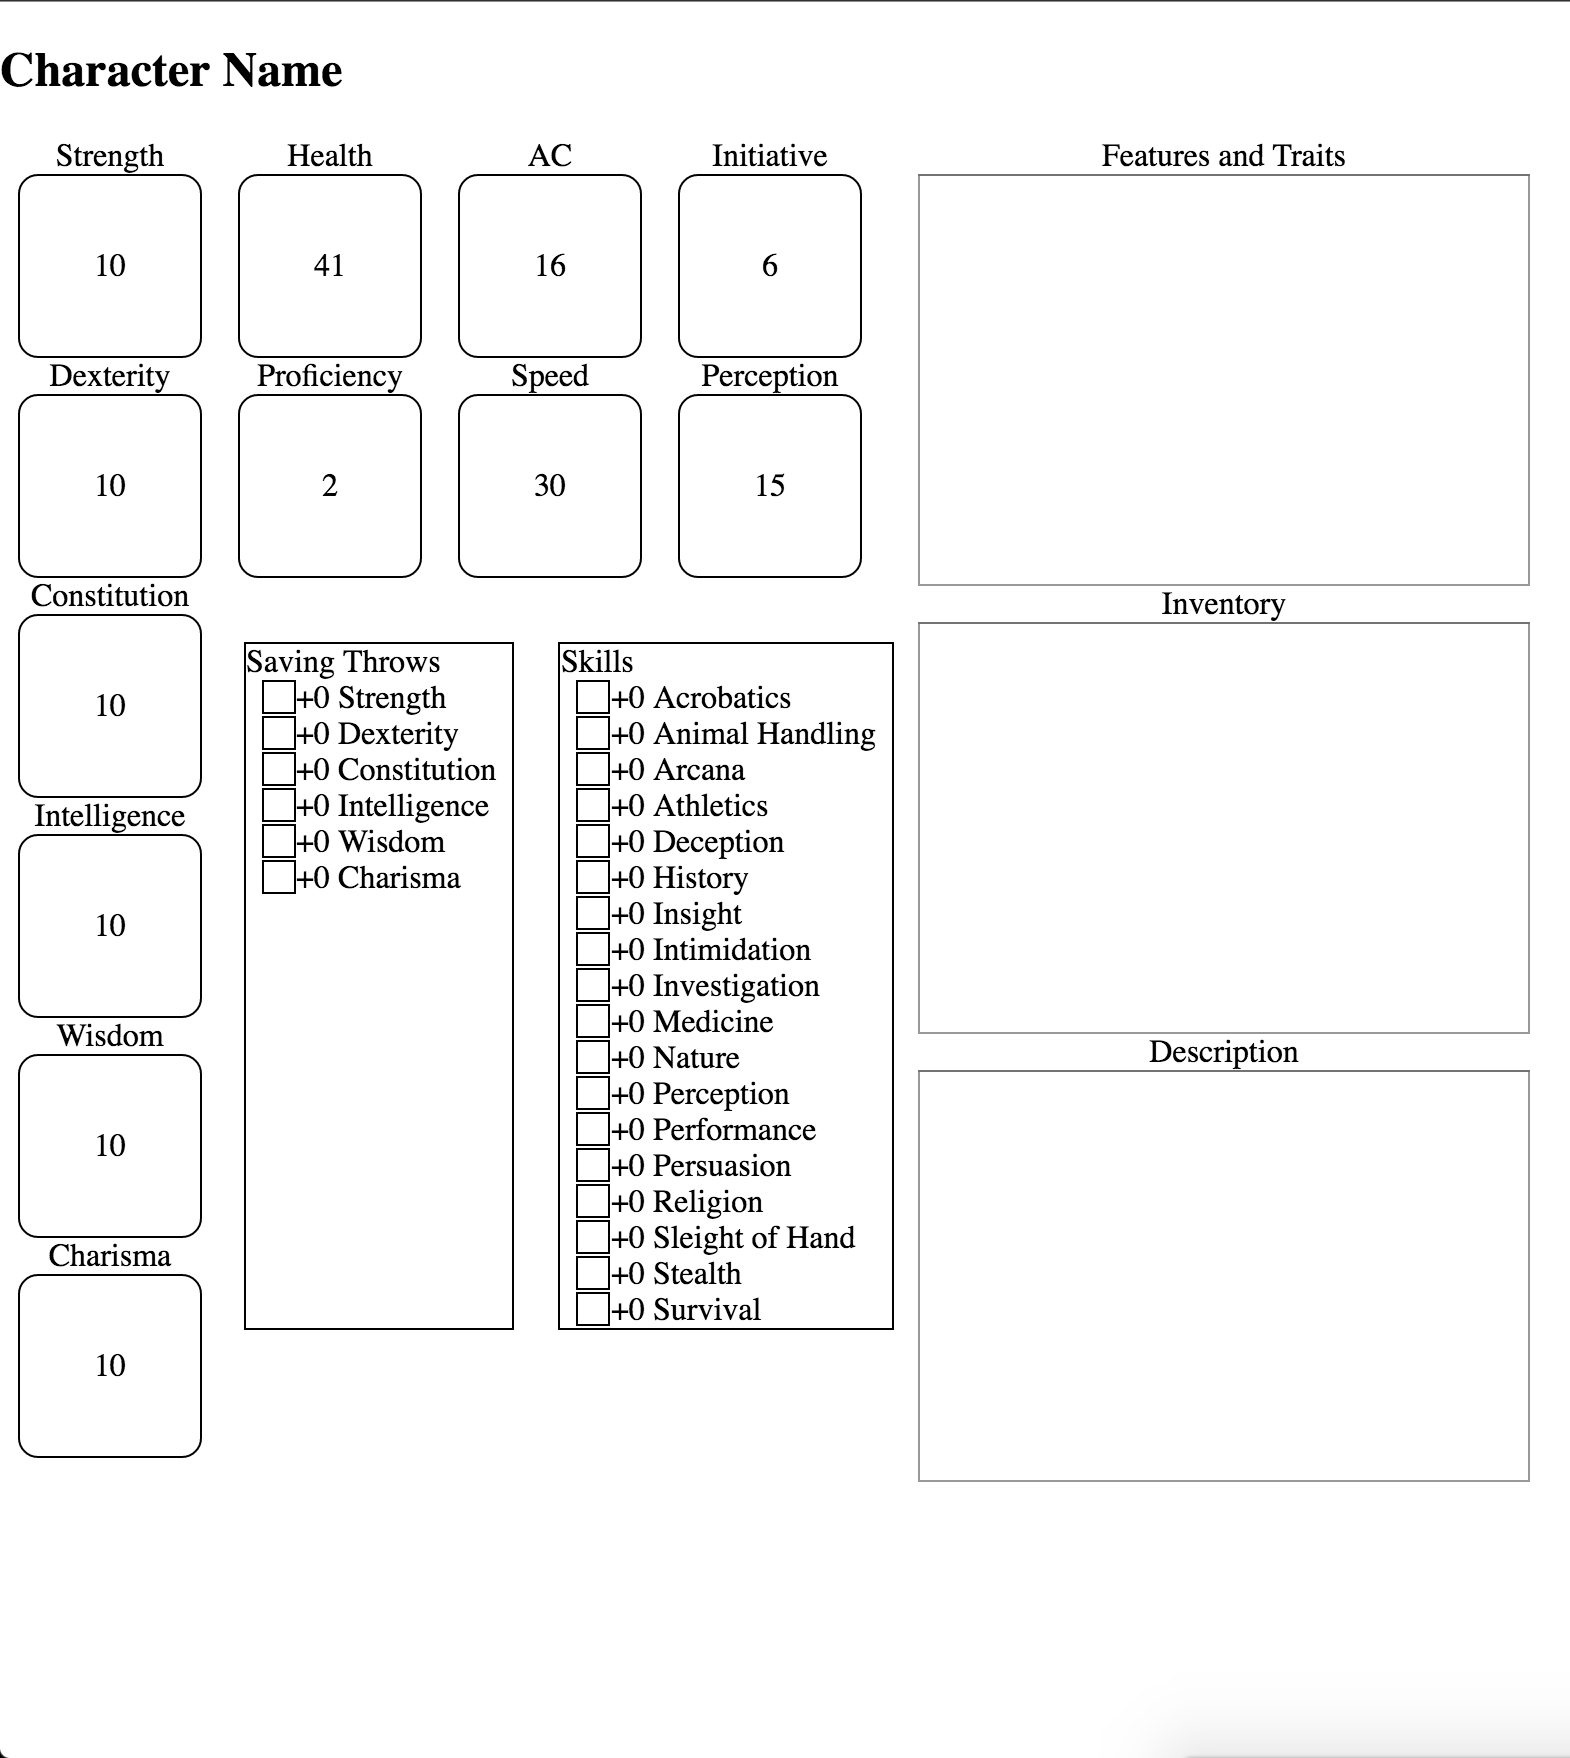 Character Name
Strength
10
Dexterity
10
Constitution
10
Intelligence
10
Wisdom
10
Charisma
10
Health
41
AC
16
Initiative
6
Proficiency
2
Speed
30
Perception
15
Saving Throws
+0 Strength
+0 Dexterity
+0 Constitution
+0 Intelligence
+0 Wisdom
+0 Charisma
Skills
+0 Acrobatics
+0 Animal Handling
+0 Arcana
+0 Athletics
+0 Deception
+0 History
+0 Insight
+0 Intimidation
+0 Investigation
+0 Medicine
+0 Nature
+0 Perception
+0 Performance
+0 Persuasion
+0 Religion
+0 Sleight of Hand
+0 Stealth
+0 Survival
Features and Traits
Inventory
Description